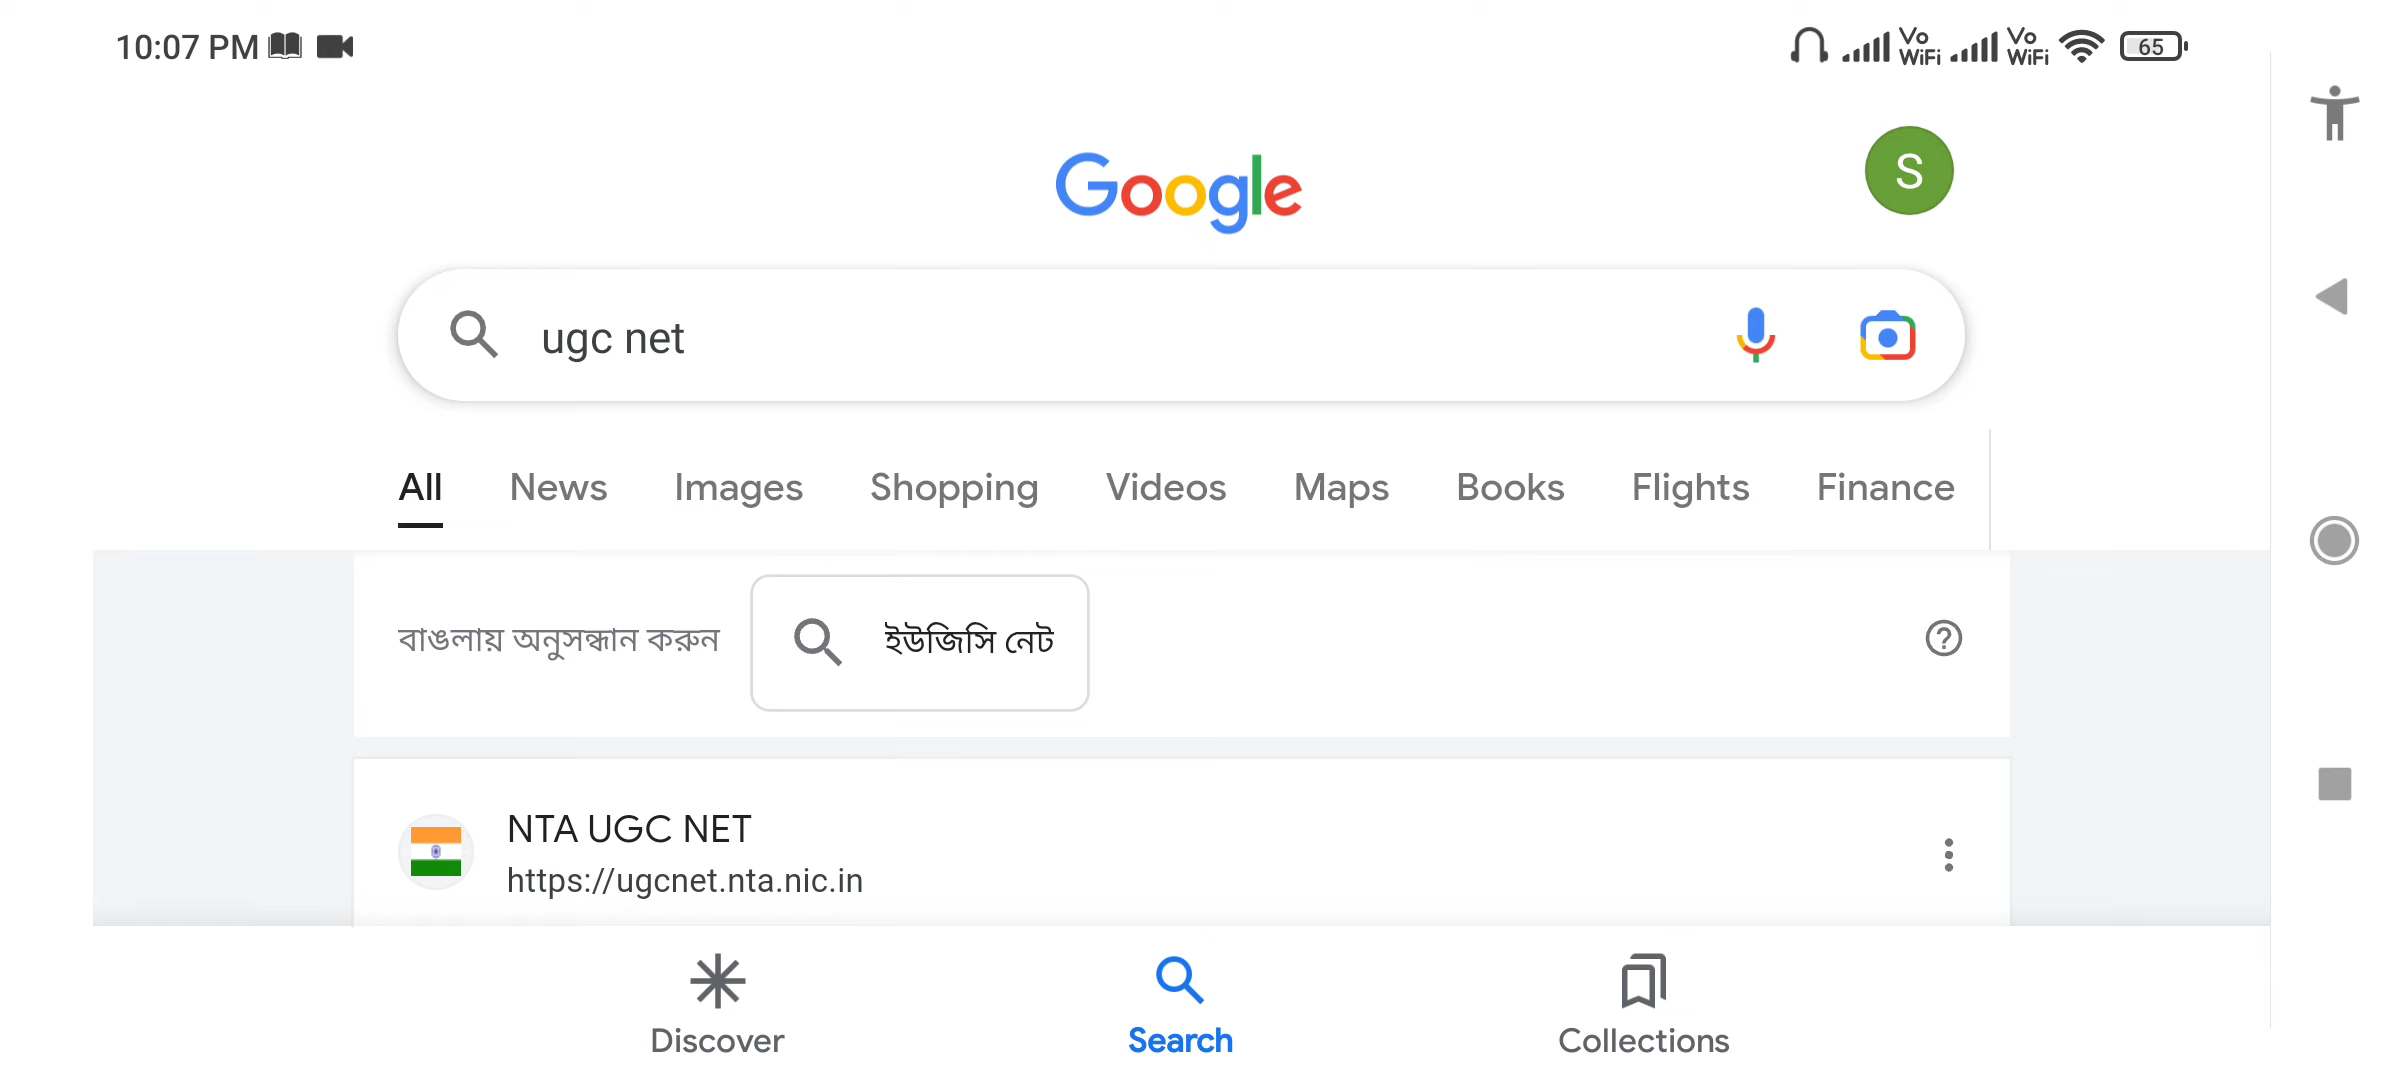 10:07 PM
Vo WiFi Vo WiFi 65
Google
S
ugc net
All News Images Shopping Videos Maps Books Flights Finance
বাঙলায় অনুসন্ধান করুন ইউজিসি নেট
NTA UGC NET
https://ugcnet.nta.nic.in
Discover Search Collections